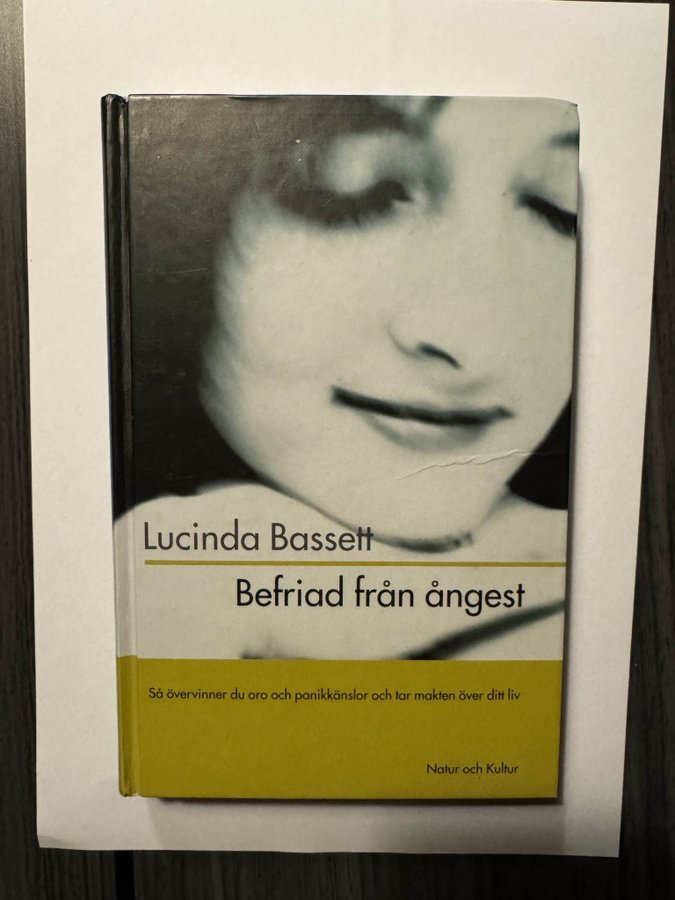 Lucinda Bassett
Befriad från ångest
Så övervinner du oro och panikkänslor och tar makten över ditt liv
Natur och Kultur